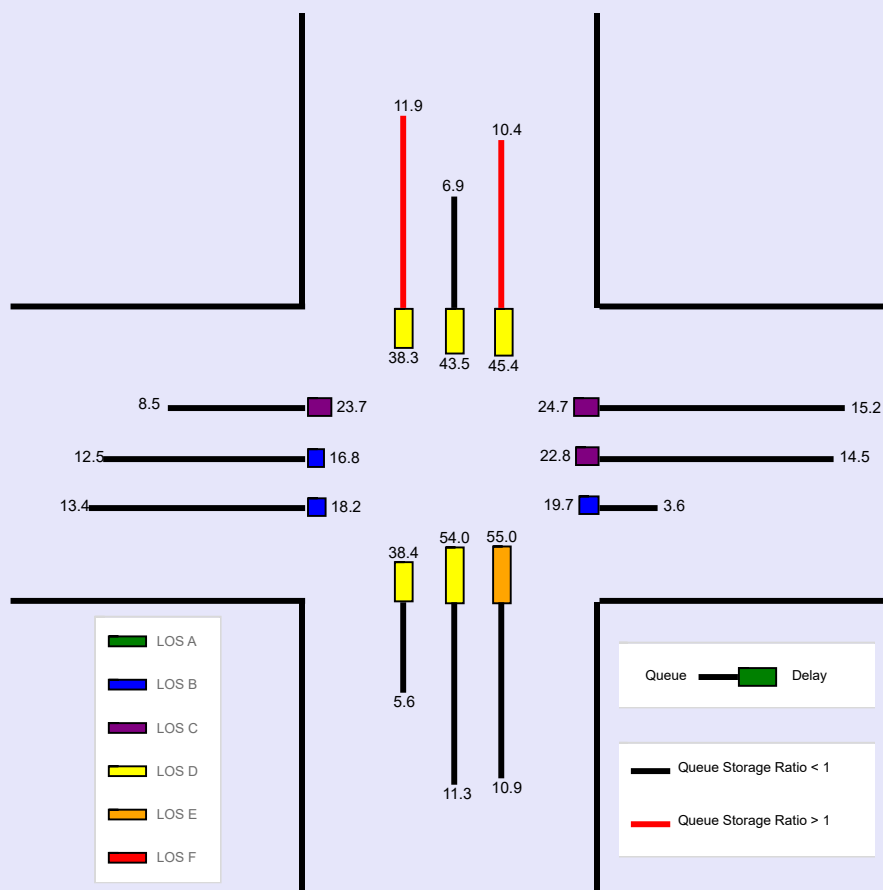 11.9
10.4
6.9
38.3
43.5
45.4
8.5
23.7
24.7
15.2
12.5
16.8
22.8
14.5
13.4
18.2
19.7
3.6
38.4
54.0
55.0
5.6
11.3
10.9
LOS A
LOS B
LOS C
LOS D
LOS E
LOS F
Queue
Delay
Queue Storage Ratio < 1
Queue Storage Ratio > 1